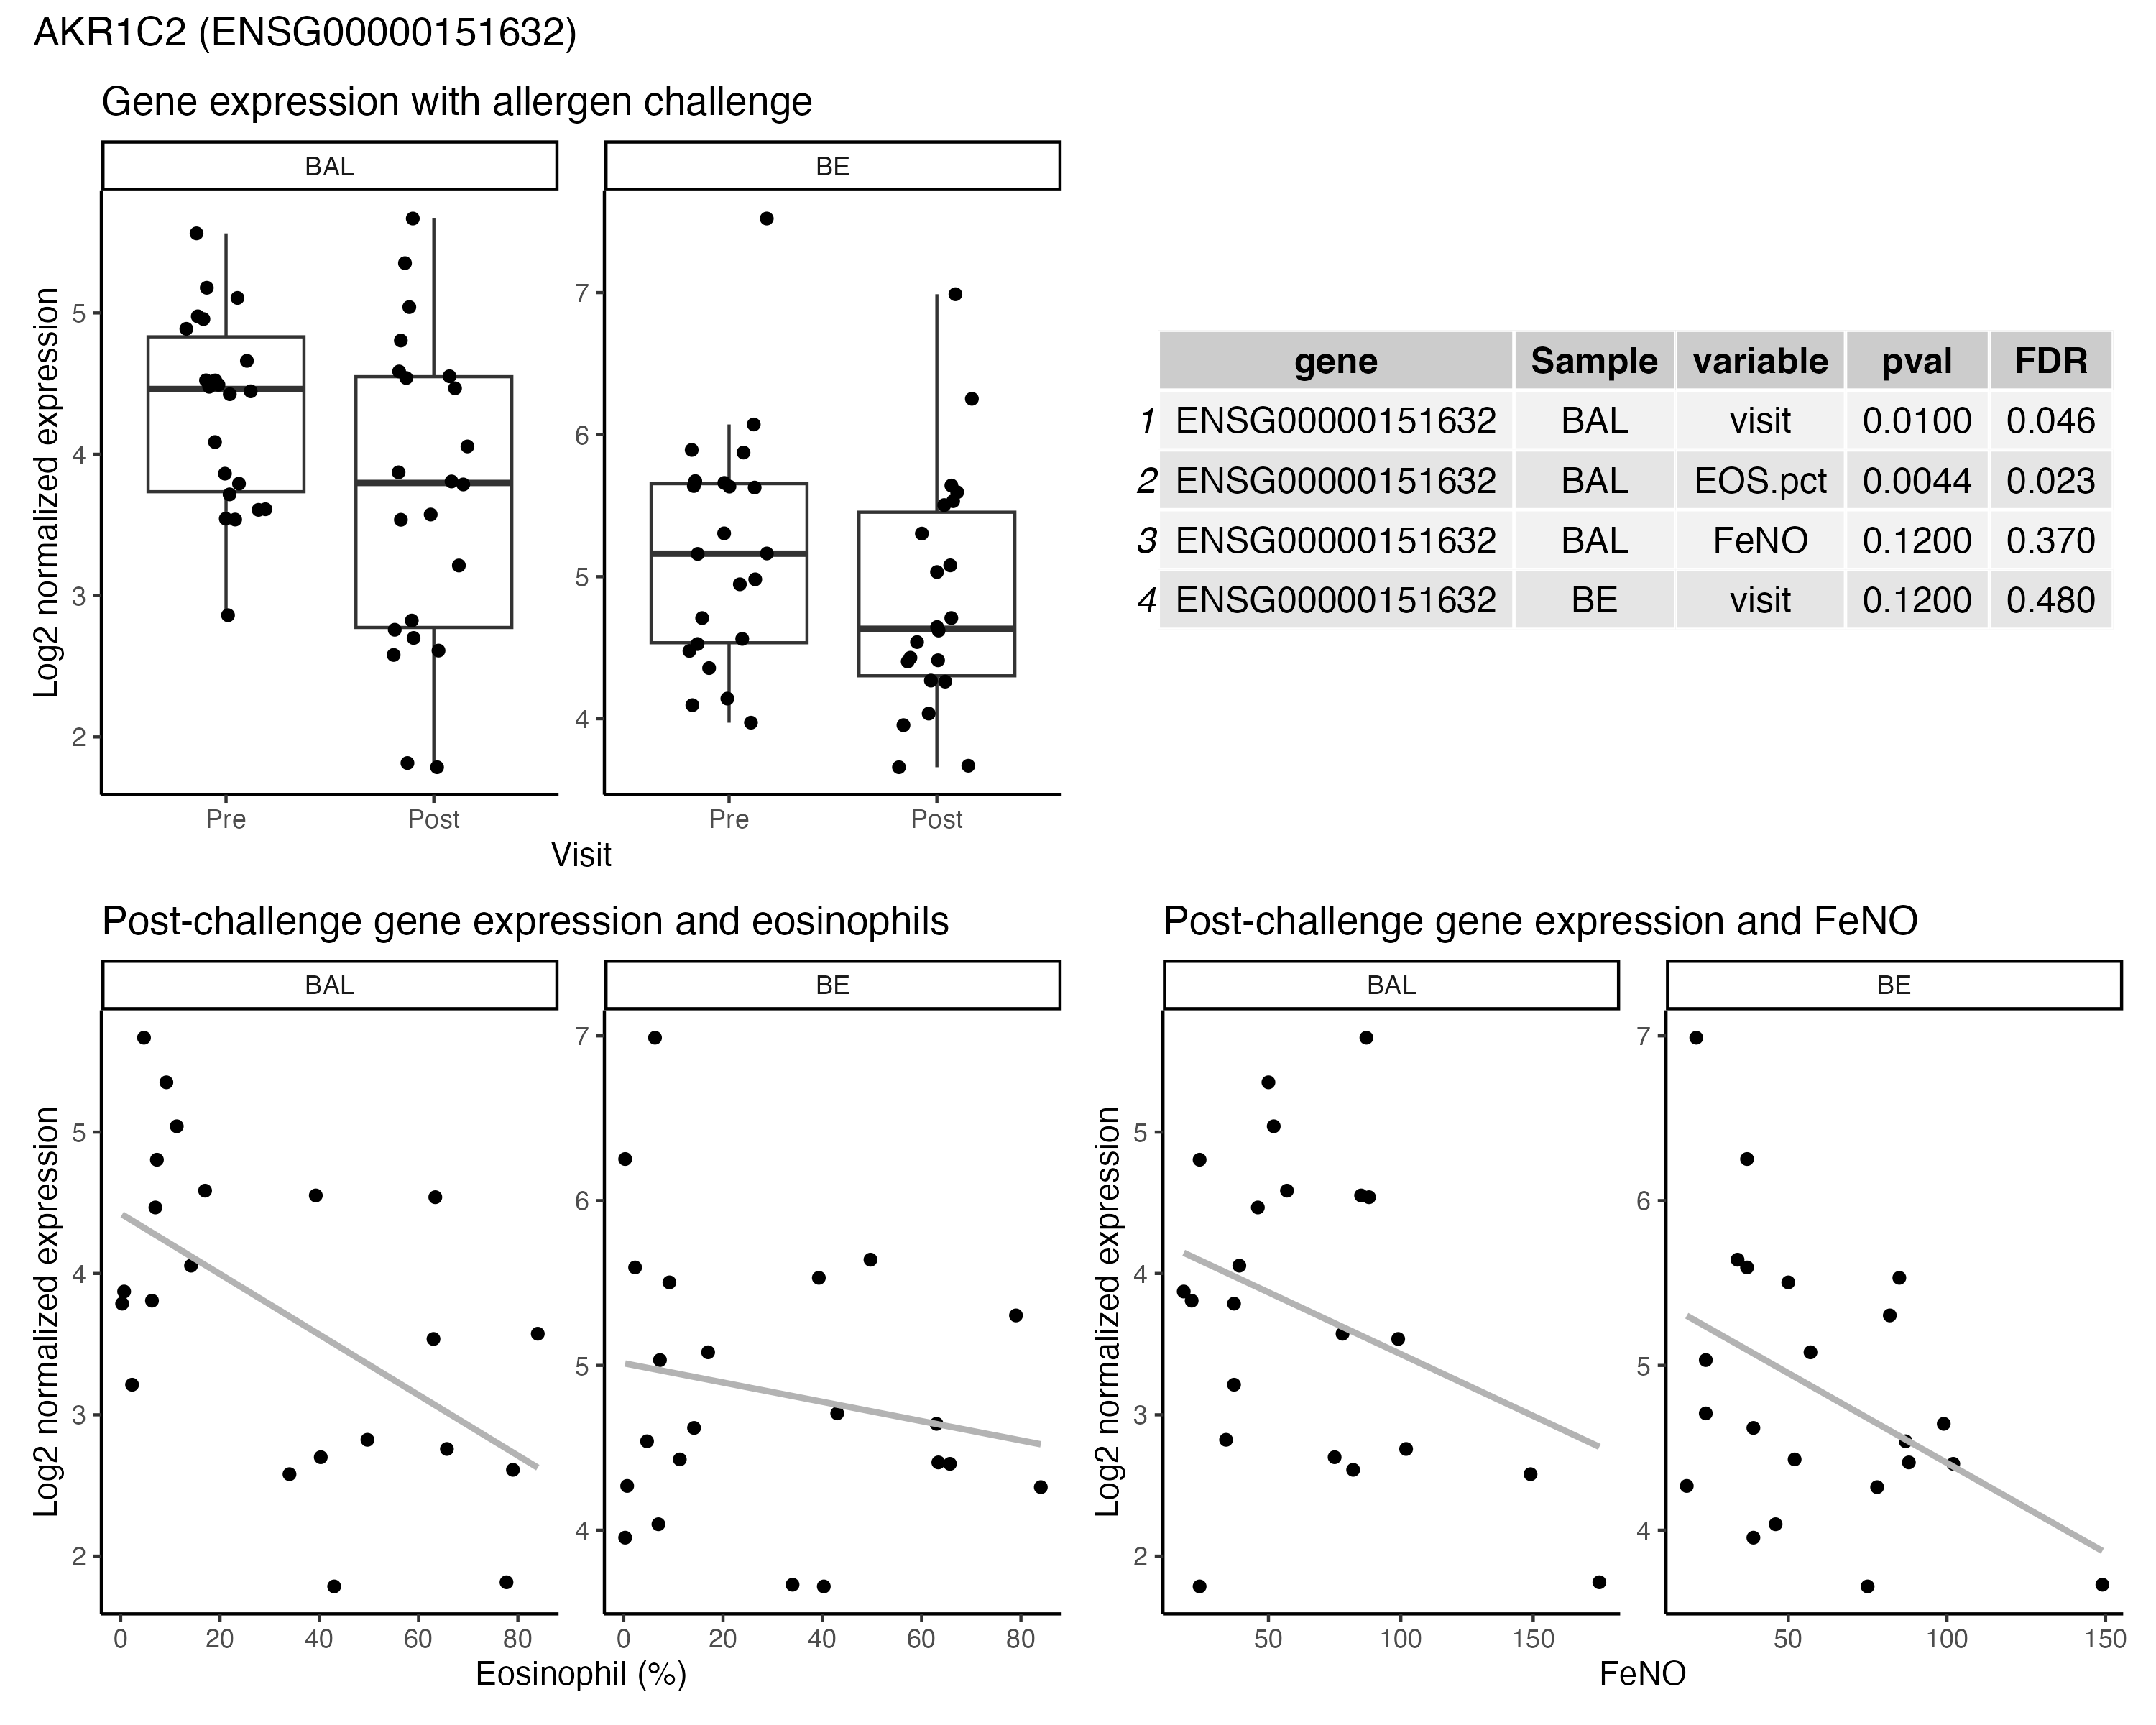 AKR1C2 (ENSG00000151632)
Gene expression with allergen challenge
BAL
BE
Log2 normalized expression
5
4
3
2
7
6
5
4
Pre
Post
Pre
Post
Visit
gene Sample variable pval FDR
1 ENSG00000151632 BAL visit 0.0100 0.046
2 ENSG00000151632 BAL EOS.pct 0.0044 0.023
3 ENSG00000151632 BAL FeNO 0.1200 0.370
4 ENSG00000151632 BE visit 0.1200 0.480
Post-challenge gene expression and eosinophils
BAL
BE
Log2 normalized expression
5
4
3
2
7
6
5
4
0 20 40 60 80
0 20 40 60 80
Eosinophil (%)
Post-challenge gene expression and FeNO
BAL
BE
Log2 normalized expression
5
4
3
2
7
6
5
4
50 100 150
50 100 150
FeNO